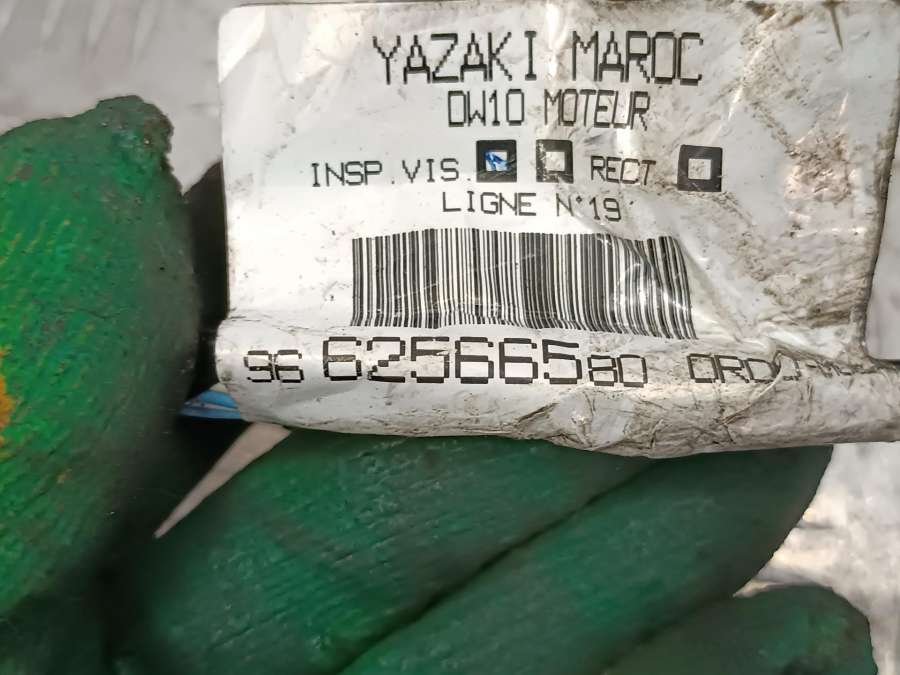 YAZAKI MAROC
DW10 MOTEUR
INSP.VIS. RECT
LIGNE N°19
96 62566580